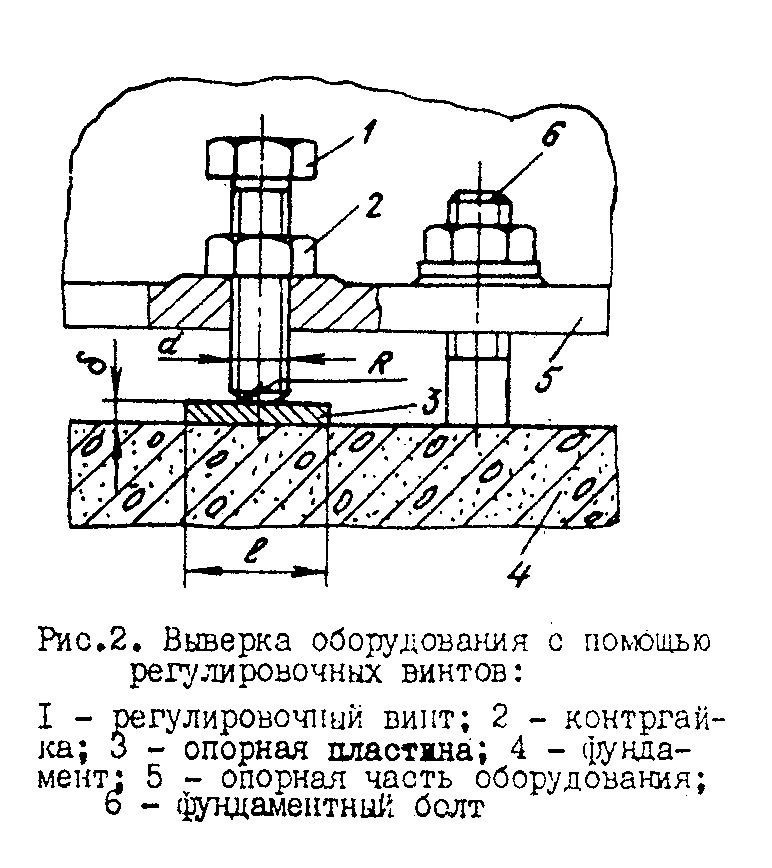 1
6
2
δ
d
R
3
5
l
4
Рис.2. Выверка оборудования с помощью
регулировочных винтов:
I - регулировочный винт; 2 - контргай-
ка; 3 - опорная пластина; 4 - фунда-
мент; 5 - опорная часть оборудования;
6 - фундаментный болт